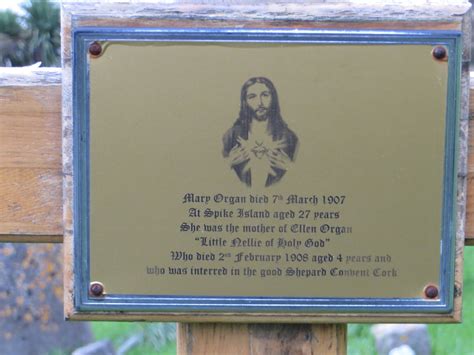 Mary Organ died 7th March 1907
At Spike Island aged 27 years
She was the mother of Ellen Organ
"Little Nellie of Holy God"
Who died 2nd February 1908 aged 4 years and
who was interred in the good Shepard Convent Cork